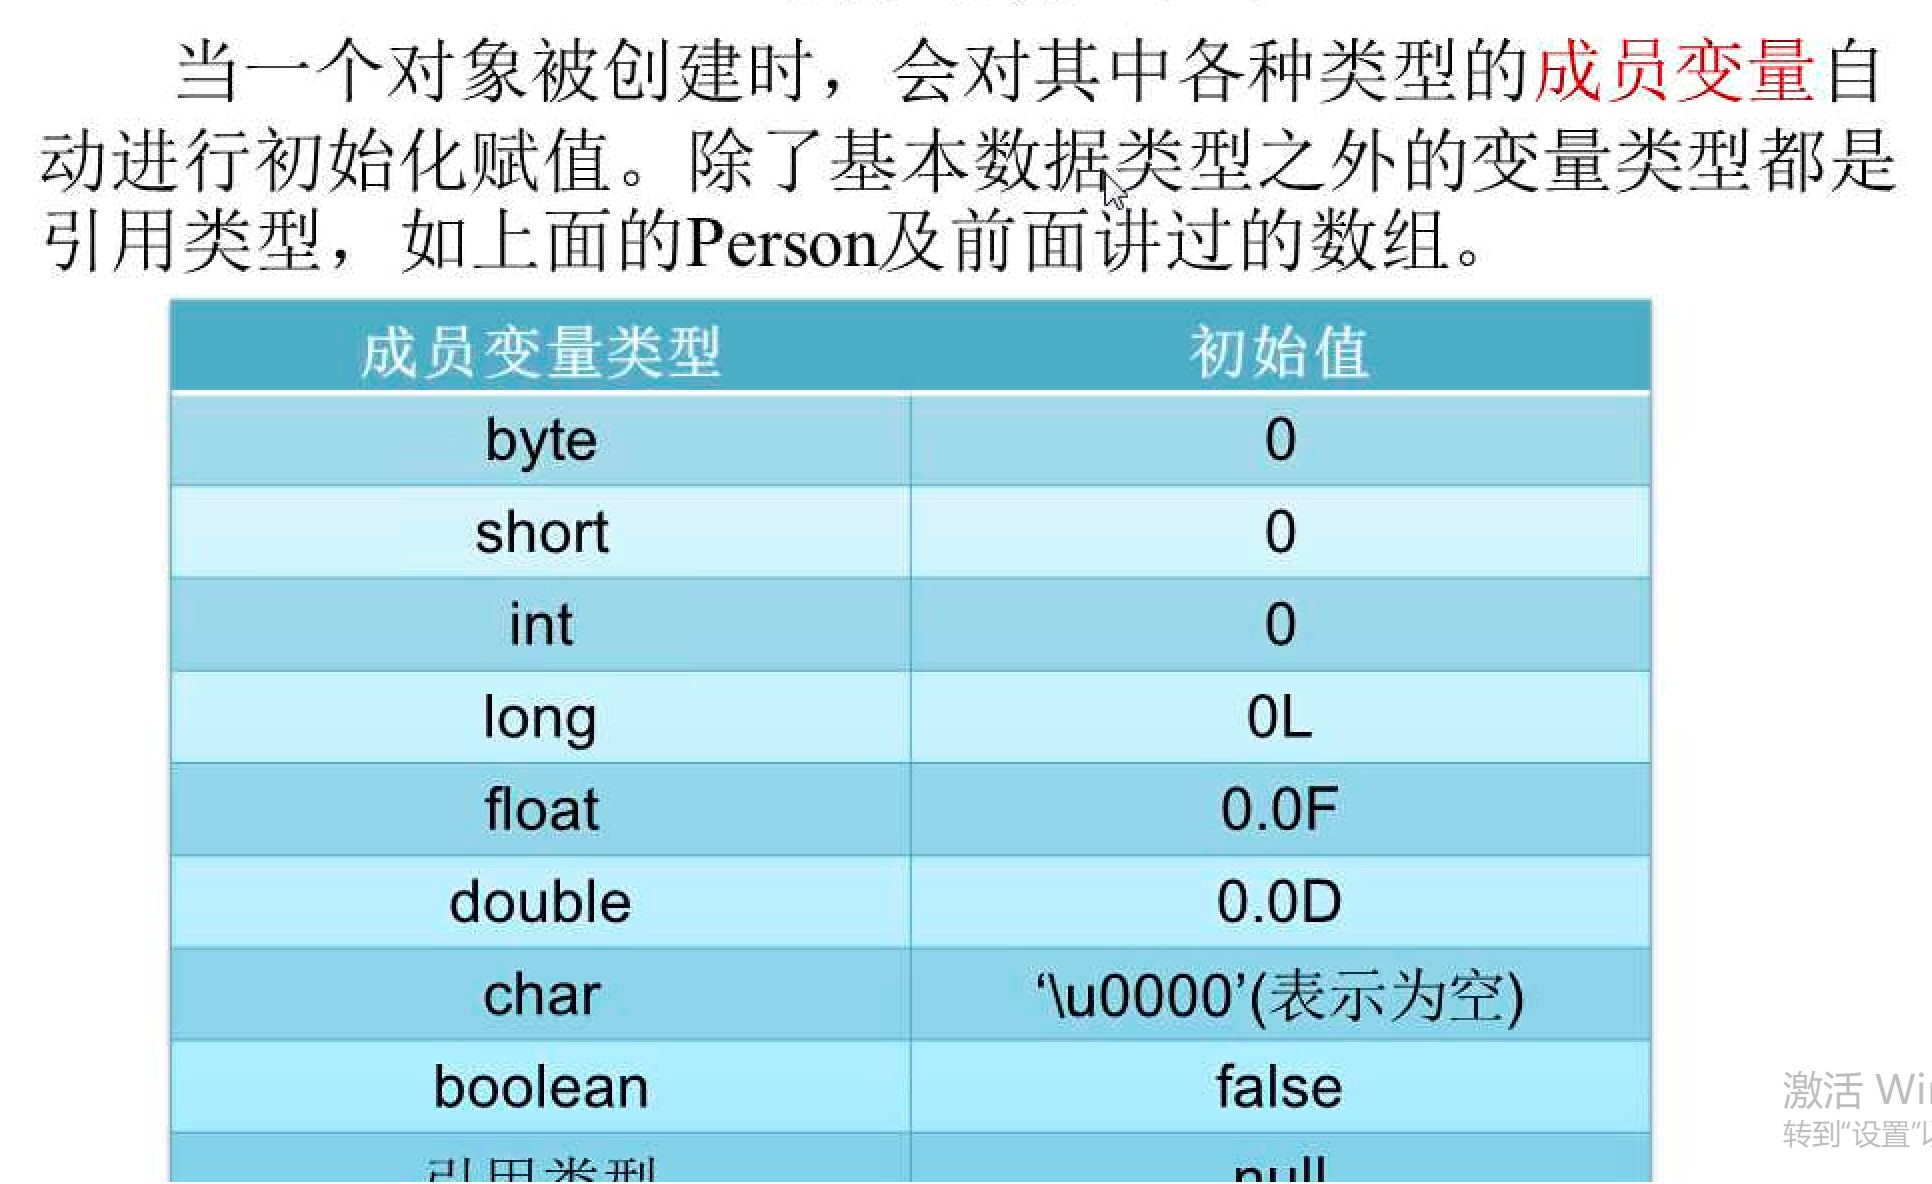 当一个对象被创建时，会对其中各种类型的成员变量自
动进行初始化赋值。除了基本数据类型之外的变量类型都是
引用类型，如上面的Person及前面讲过的数组。
成员变量类型 初始值
byte 0
short 0
int 0
long 0L
float 0.0F
double 0.0D
char ‘\u0000’(表示为空)
boolean false
引用类型 null
激活 Wi
转到“设置”